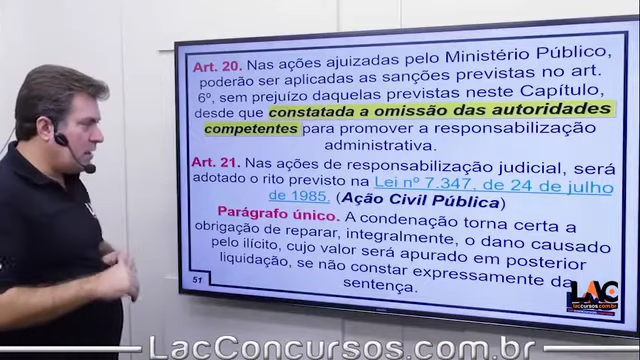 Art. 20. Nas ações ajuizadas pelo Ministério Público,
poderão ser aplicadas as sanções previstas no art.
6º, sem prejuízo daquelas previstas neste Capítulo,
desde que constatada a omissão das autoridades
competentes para promover a responsabilização
administrativa.
Art. 21. Nas ações de responsabilização judicial, será
adotado o rito previsto na Lei nº 7.347, de 24 de julho
de 1985. (Ação Civil Pública)
Parágrafo único. A condenação torna certa a
obrigação de reparar, integralmente, o dano causado
pelo ilícito, cujo valor será apurado em posterior
liquidação, se não constar expressamente da
sentença.
51
LAC
laccursos.com.br
LacConcursos.com.br